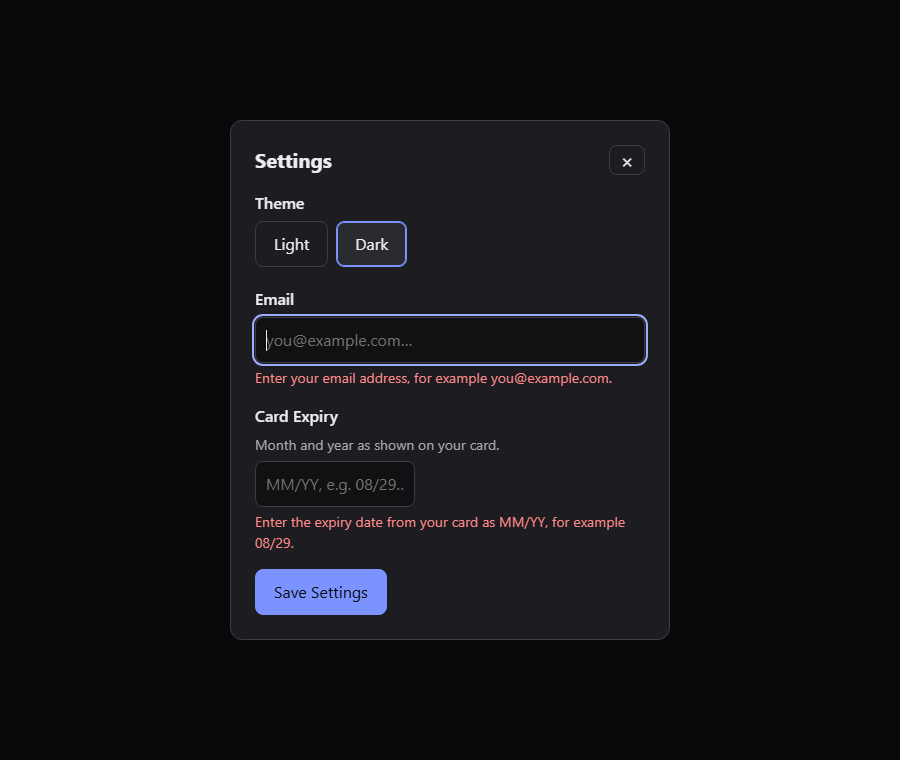 Settings
×
Theme
Light
Dark
Email
you@example.com...
Enter your email address, for example you@example.com.
Card Expiry
Month and year as shown on your card.
MM/YY, e.g. 08/29..
Enter the expiry date from your card as MM/YY, for example
08/29.
Save Settings